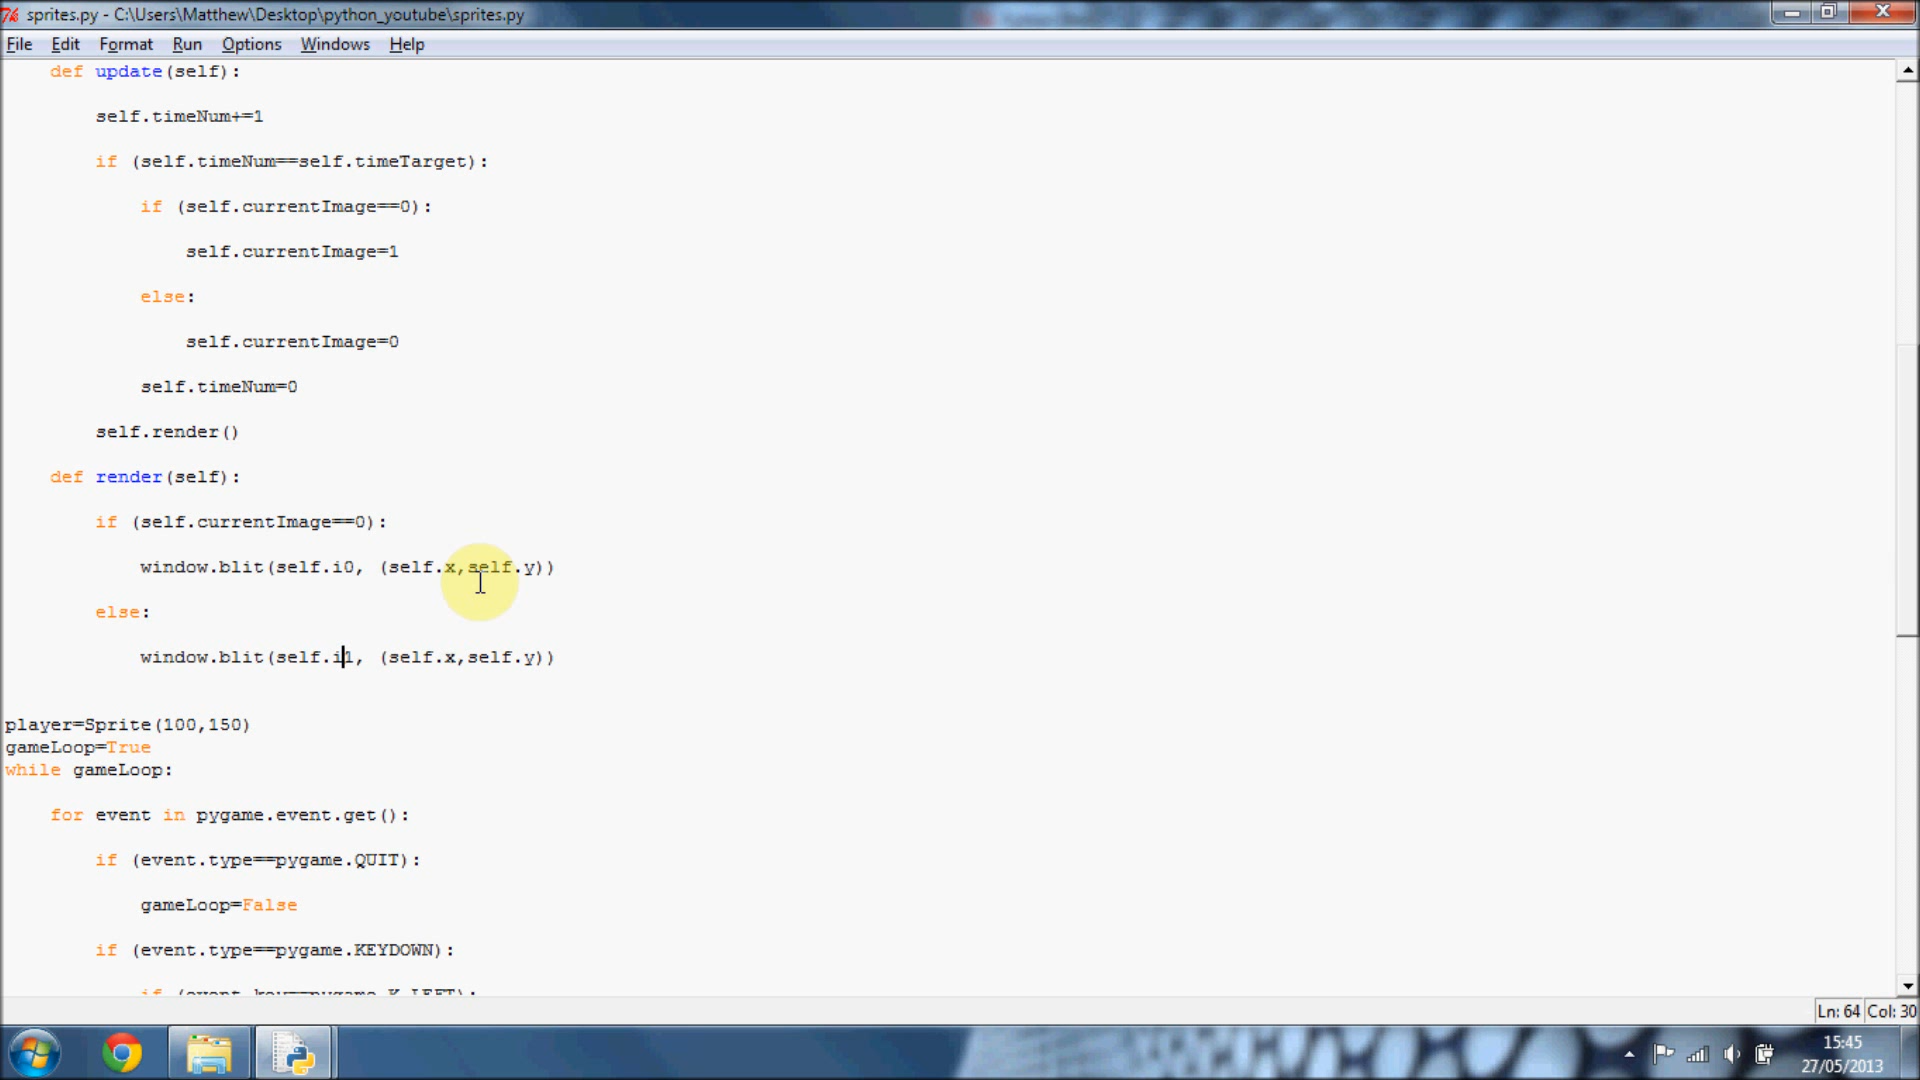 sprites.py - C:\Users\Matthew\Desktop\python_youtube\sprites.py
File Edit Format Run Options Windows Help
def update(self):
self.timeNum+=1
if (self.timeNum==self.timeTarget):
if (self.currentImage==0):
self.currentImage=1
else:
self.currentImage=0
self.timeNum=0
self.render()
def render(self):
if (self.currentImage==0):
window.blit(self.i0, (self.x,self.y))
else:
window.blit(self.i1, (self.x,self.y))
player=Sprite(100,150)
gameLoop=True
while gameLoop:
for event in pygame.event.get():
if (event.type==pygame.QUIT):
gameLoop=False
if (event.type==pygame.KEYDOWN):
if (event.key==pygame.K_LEFT):
Ln: 64 Col: 30
15:45
27/05/2013